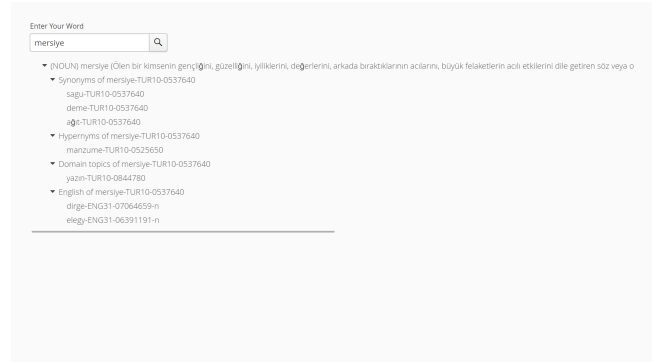 Enter Your Word
mersiye
(NOUN) mersiye (Ölen bir kimsenin gençliğini, güzelliğini, iyiliklerini, değerlerini, arkada bıraktıklarının acılarını, büyük felaketlerin acılı etkilerini dile getiren söz veya o
Synonyms of mersiye-TUR10-0537640
sagu-TUR10-0537640
deme-TUR10-0537640
ağıt-TUR10-0537640
Hypernyms of mersiye-TUR10-0537640
manzume-TUR10-0525650
Domain topics of mersiye-TUR10-0537640
yazın-TUR10-0844780
English of mersiye-TUR10-0537640
dirge-ENG31-07064659-n
elegy-ENG31-06391191-n